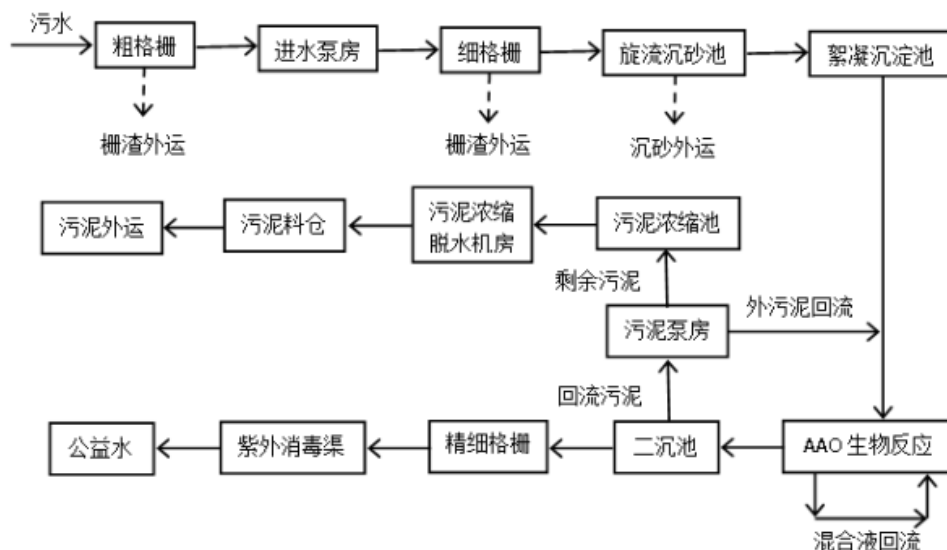 污水
粗格栅
进水泵房
细格栅
旋流沉砂池
絮凝沉淀池
栅渣外运
栅渣外运
沉砂外运
污泥外运
污泥料仓
污泥浓缩
脱水机房
污泥浓缩池
剩余污泥
外污泥回流
污泥泵房
回流污泥
公益水
紫外消毒渠
精细格栅
二沉池
AAO 生物反应
混合液回流